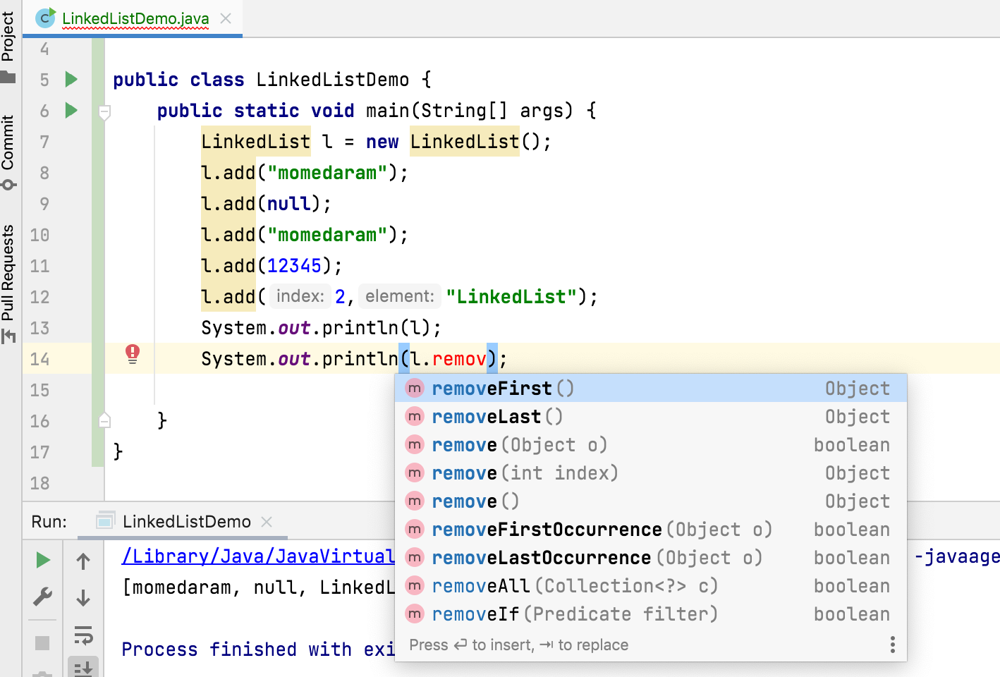 Project
Commit
Pull Requests
LinkedListDemo.java
4
5 public class LinkedListDemo {
6 public static void main(String[] args) {
7 LinkedList l = new LinkedList();
8 l.add("momedaram");
9 l.add(null);
10 l.add("momedaram");
11 l.add(12345);
12 l.add( index: 2, element: "LinkedList");
13 System.out.println(l);
14 System.out.println(l.remov);
15
16 }
17 }
18
removeFirst() Object
removeLast() Object
remove(Object o) boolean
remove(int index) Object
remove() Object
removeFirstOccurrence(Object o) boolean
removeLastOccurrence(Object o) boolean
removeAll(Collection<?> c) boolean
removeIf(Predicate filter) boolean
Press ↩ to insert, ⇥ to replace
Run: LinkedListDemo
/Library/Java/JavaVirtual -javaage
[momedaram, null, LinkedL
Process finished with exi